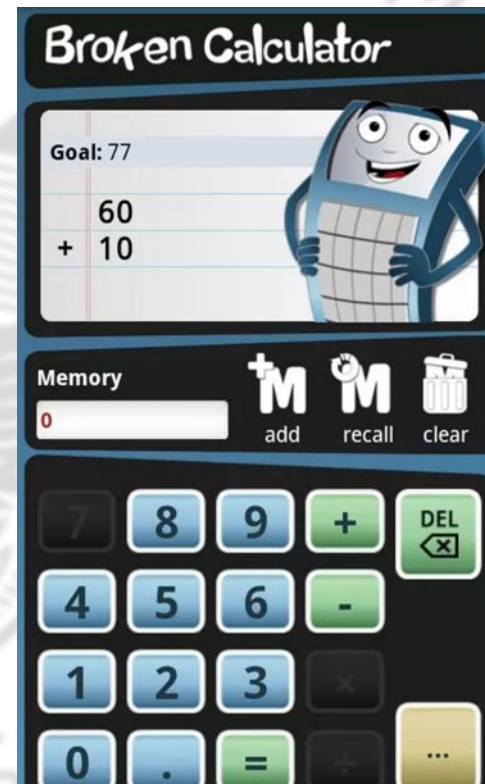 Broken Calculator
Goal: 77
60
+ 10
Memory
0
+M M M
add recall clear
7 8 9 + DEL
4 5 6 -
1 2 3 ×
0 . = ÷ ...